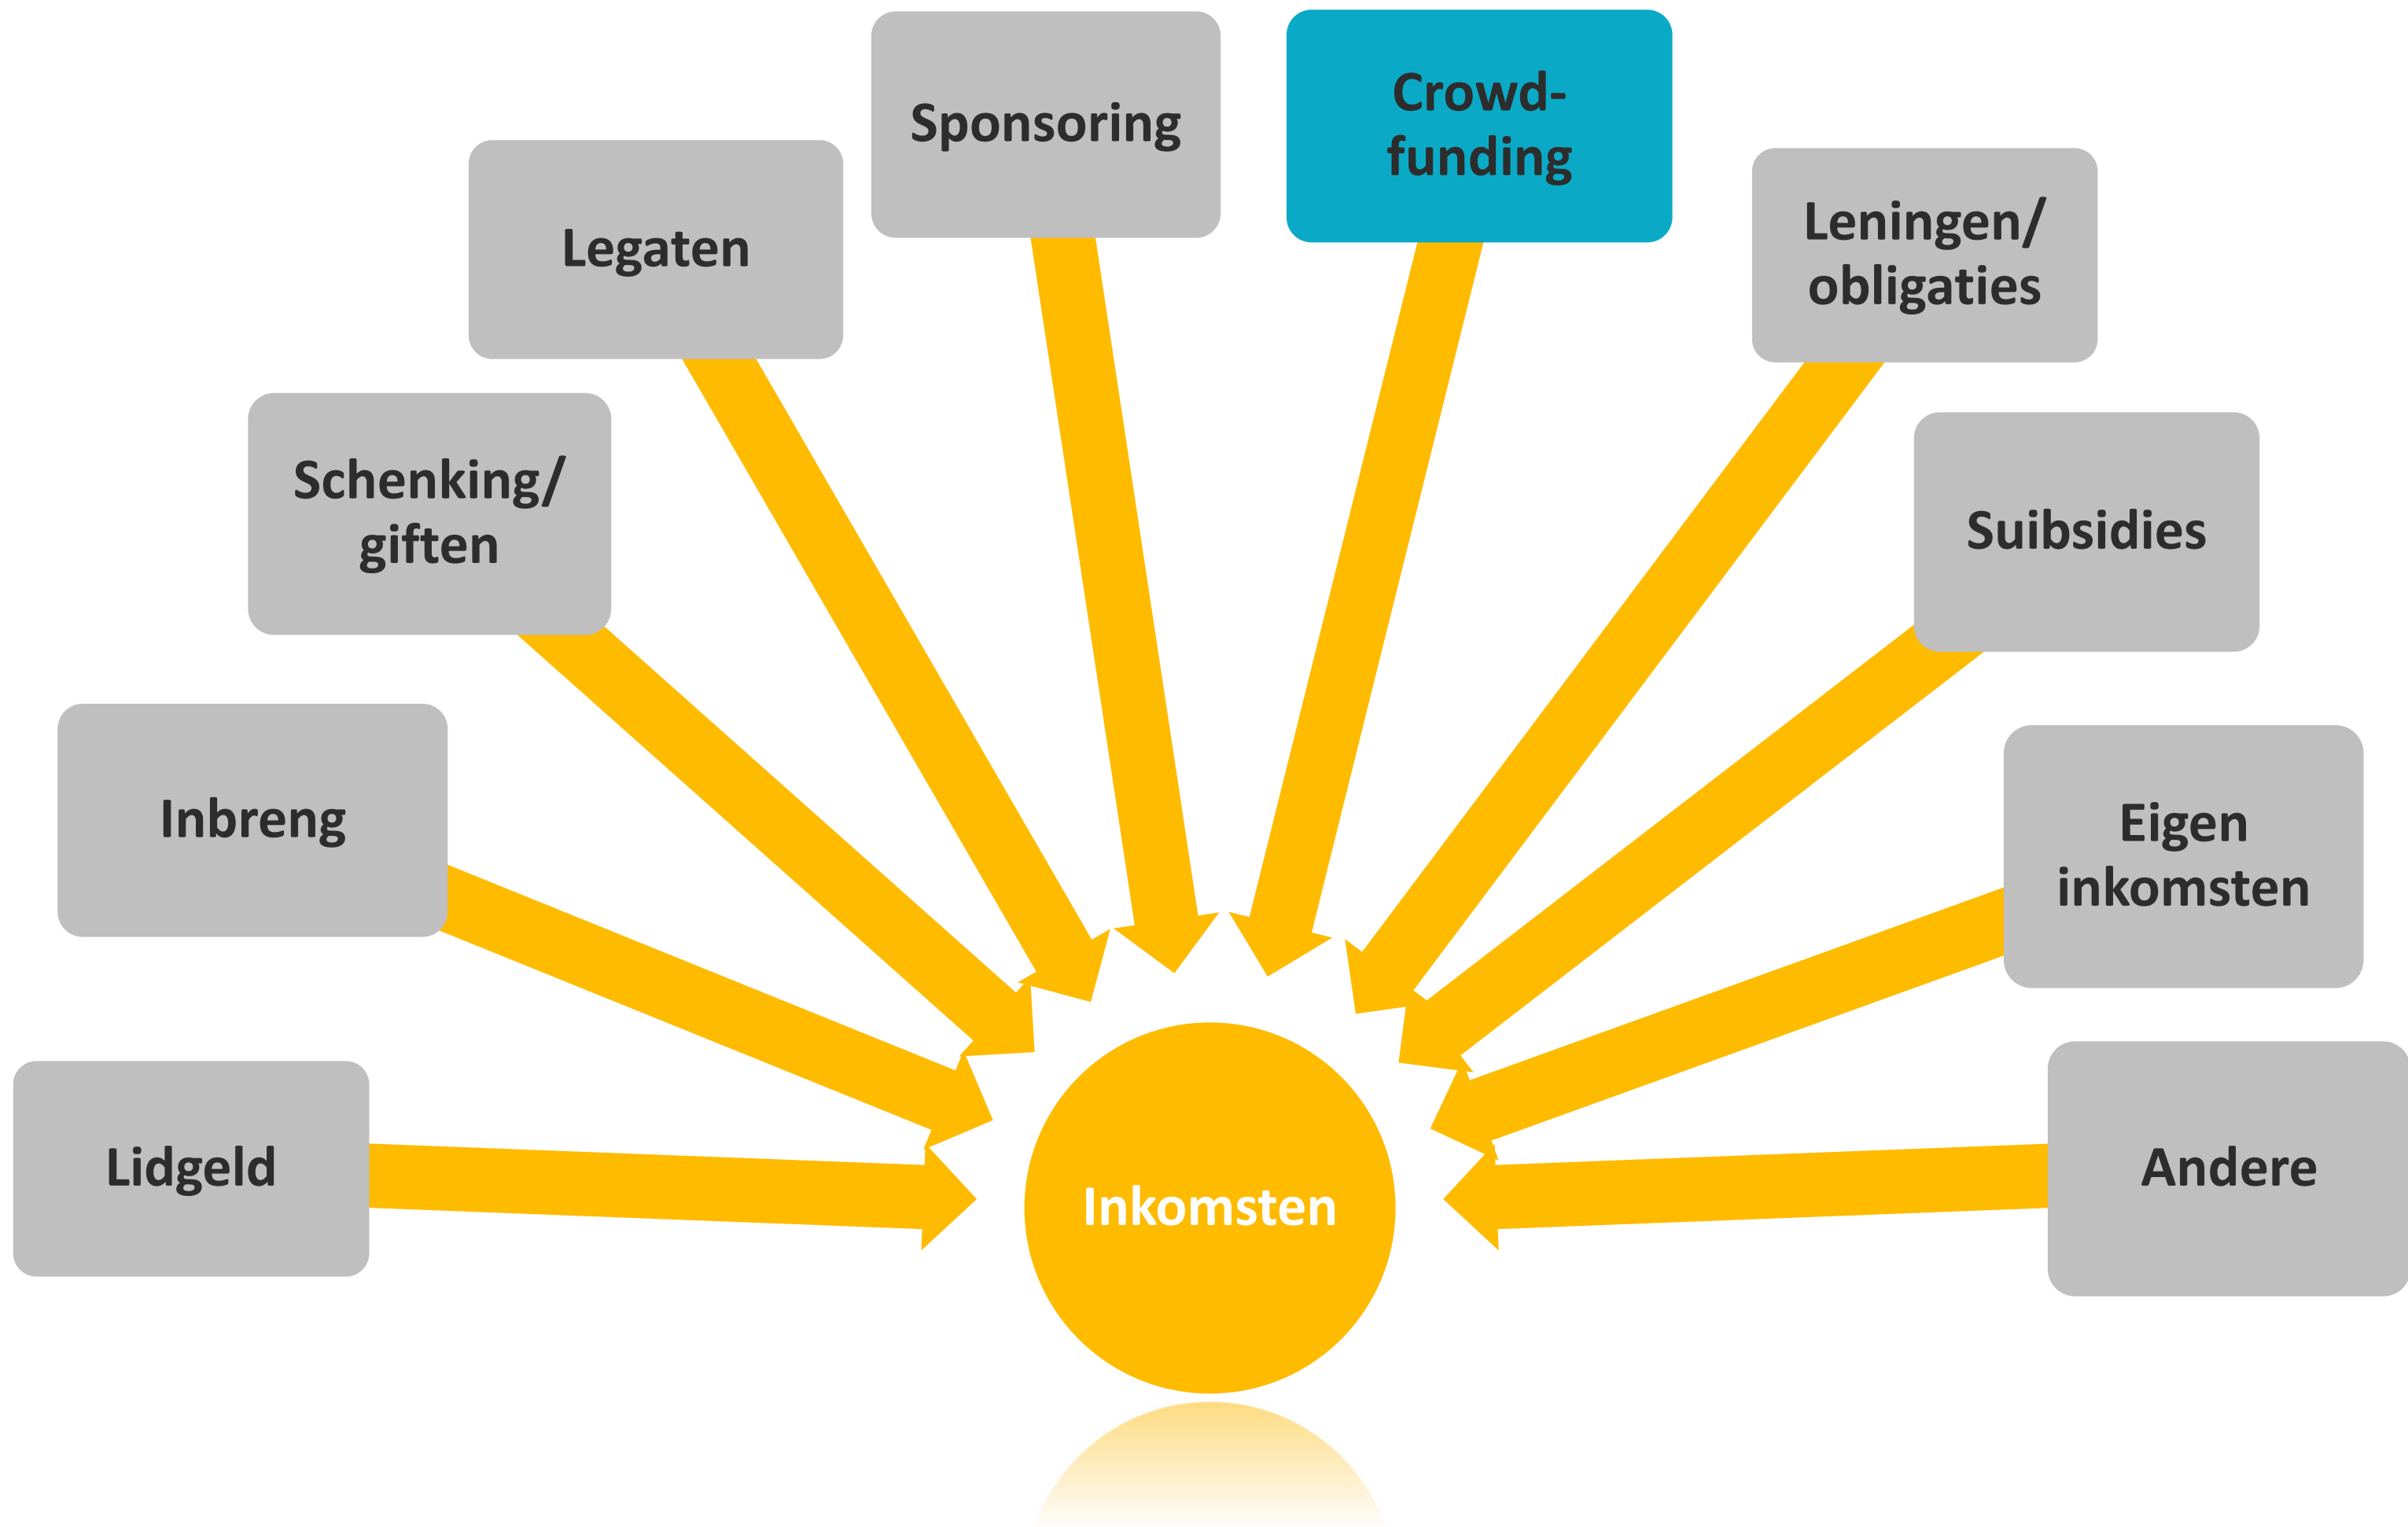 Sponsoring
Crowd-
funding
Legaten
Leningen/
obligaties
Schenking/
giften
Suibsidies
Inbreng
Eigen
inkomsten
Lidgeld
Andere
Inkomsten